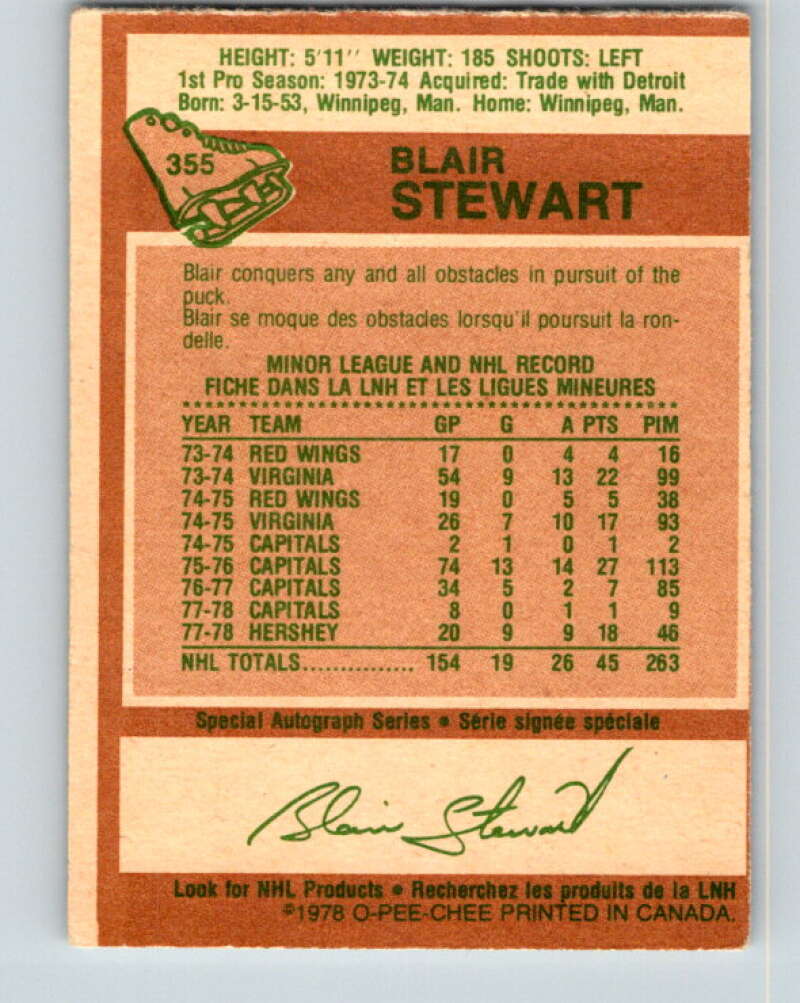 HEIGHT: 5'11'' WEIGHT: 185 SHOOTS: LEFT
1st Pro Season: 1973-74 Acquired: Trade with Detroit
Born: 3-15-53, Winnipeg, Man. Home: Winnipeg, Man.
355
BLAIR
STEWART
Blair conquers any and all obstacles in pursuit of the
puck.
Blair se moque des obstacles lorsqu'il poursuit la ron-
delle.
MINOR LEAGUE AND NHL RECORD
FICHE DANS LA LNH ET LES LIGUES MINEURES
YEAR TEAM GP G A PTS PIM
73-74 RED WINGS 17 0 4 4 16
73-74 VIRGINIA 54 9 13 22 99
74-75 RED WINGS 19 0 5 5 38
74-75 VIRGINIA 26 7 10 17 93
74-75 CAPITALS 2 1 0 1 2
75-76 CAPITALS 74 13 14 27 113
76-77 CAPITALS 34 5 2 7 85
77-78 CAPITALS 8 0 1 1 9
77-78 HERSHEY 20 9 9 18 46
NHL TOTALS............... 154 19 26 45 263
Special Autograph Series • Série signée spéciale
Blair Stewart
Look for NHL Products • Recherchez les produits de la LNH
©1978 O-PEE-CHEE PRINTED IN CANADA.